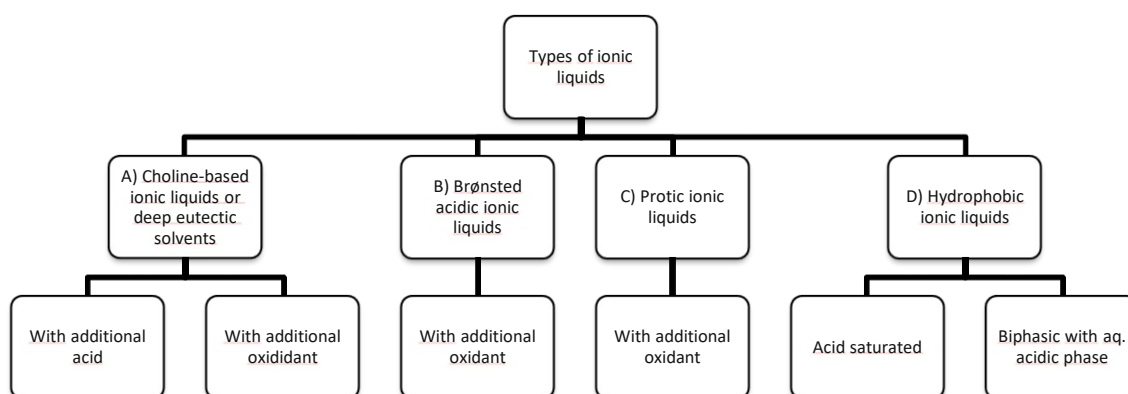 Types of ionic
liquids
A) Choline-based
ionic liquids or
deep eutectic
solvents
B) Brønsted
acidic ionic
liquids
C) Protic ionic
liquids
D) Hydrophobic
ionic liquids
With additional
acid
With additional
oxididant
With additional
oxidant
With additional
oxidant
Acid saturated
Biphasic with aq.
acidic phase